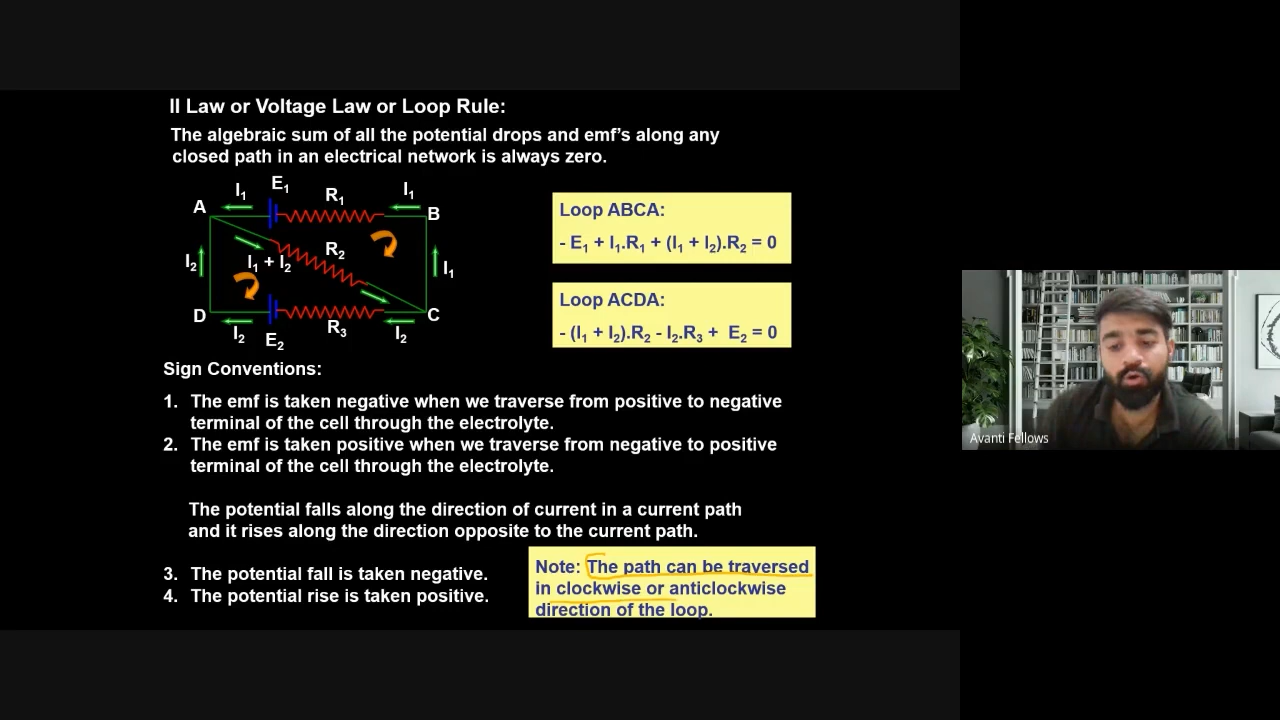 II Law or Voltage Law or Loop Rule:
The algebraic sum of all the potential drops and emf's along any
closed path in an electrical network is always zero.
I₁ E₁ R₁ I₁
A B
R₂
I₂ I₁ + I₂ I₁
D C
I₂ E₂ R₃ I₂
Loop ABCA:
- E₁ + I₁.R₁ + (I₁ + I₂).R₂ = 0
Loop ACDA:
- (I₁ + I₂).R₂ - I₂.R₃ + E₂ = 0
Sign Conventions:
1. The emf is taken negative when we traverse from positive to negative
terminal of the cell through the electrolyte.
2. The emf is taken positive when we traverse from negative to positive
terminal of the cell through the electrolyte.
The potential falls along the direction of current in a current path
and it rises along the direction opposite to the current path.
3. The potential fall is taken negative.
4. The potential rise is taken positive.
Note: The path can be traversed
in clockwise or anticlockwise
direction of the loop.
Avanti Fellows